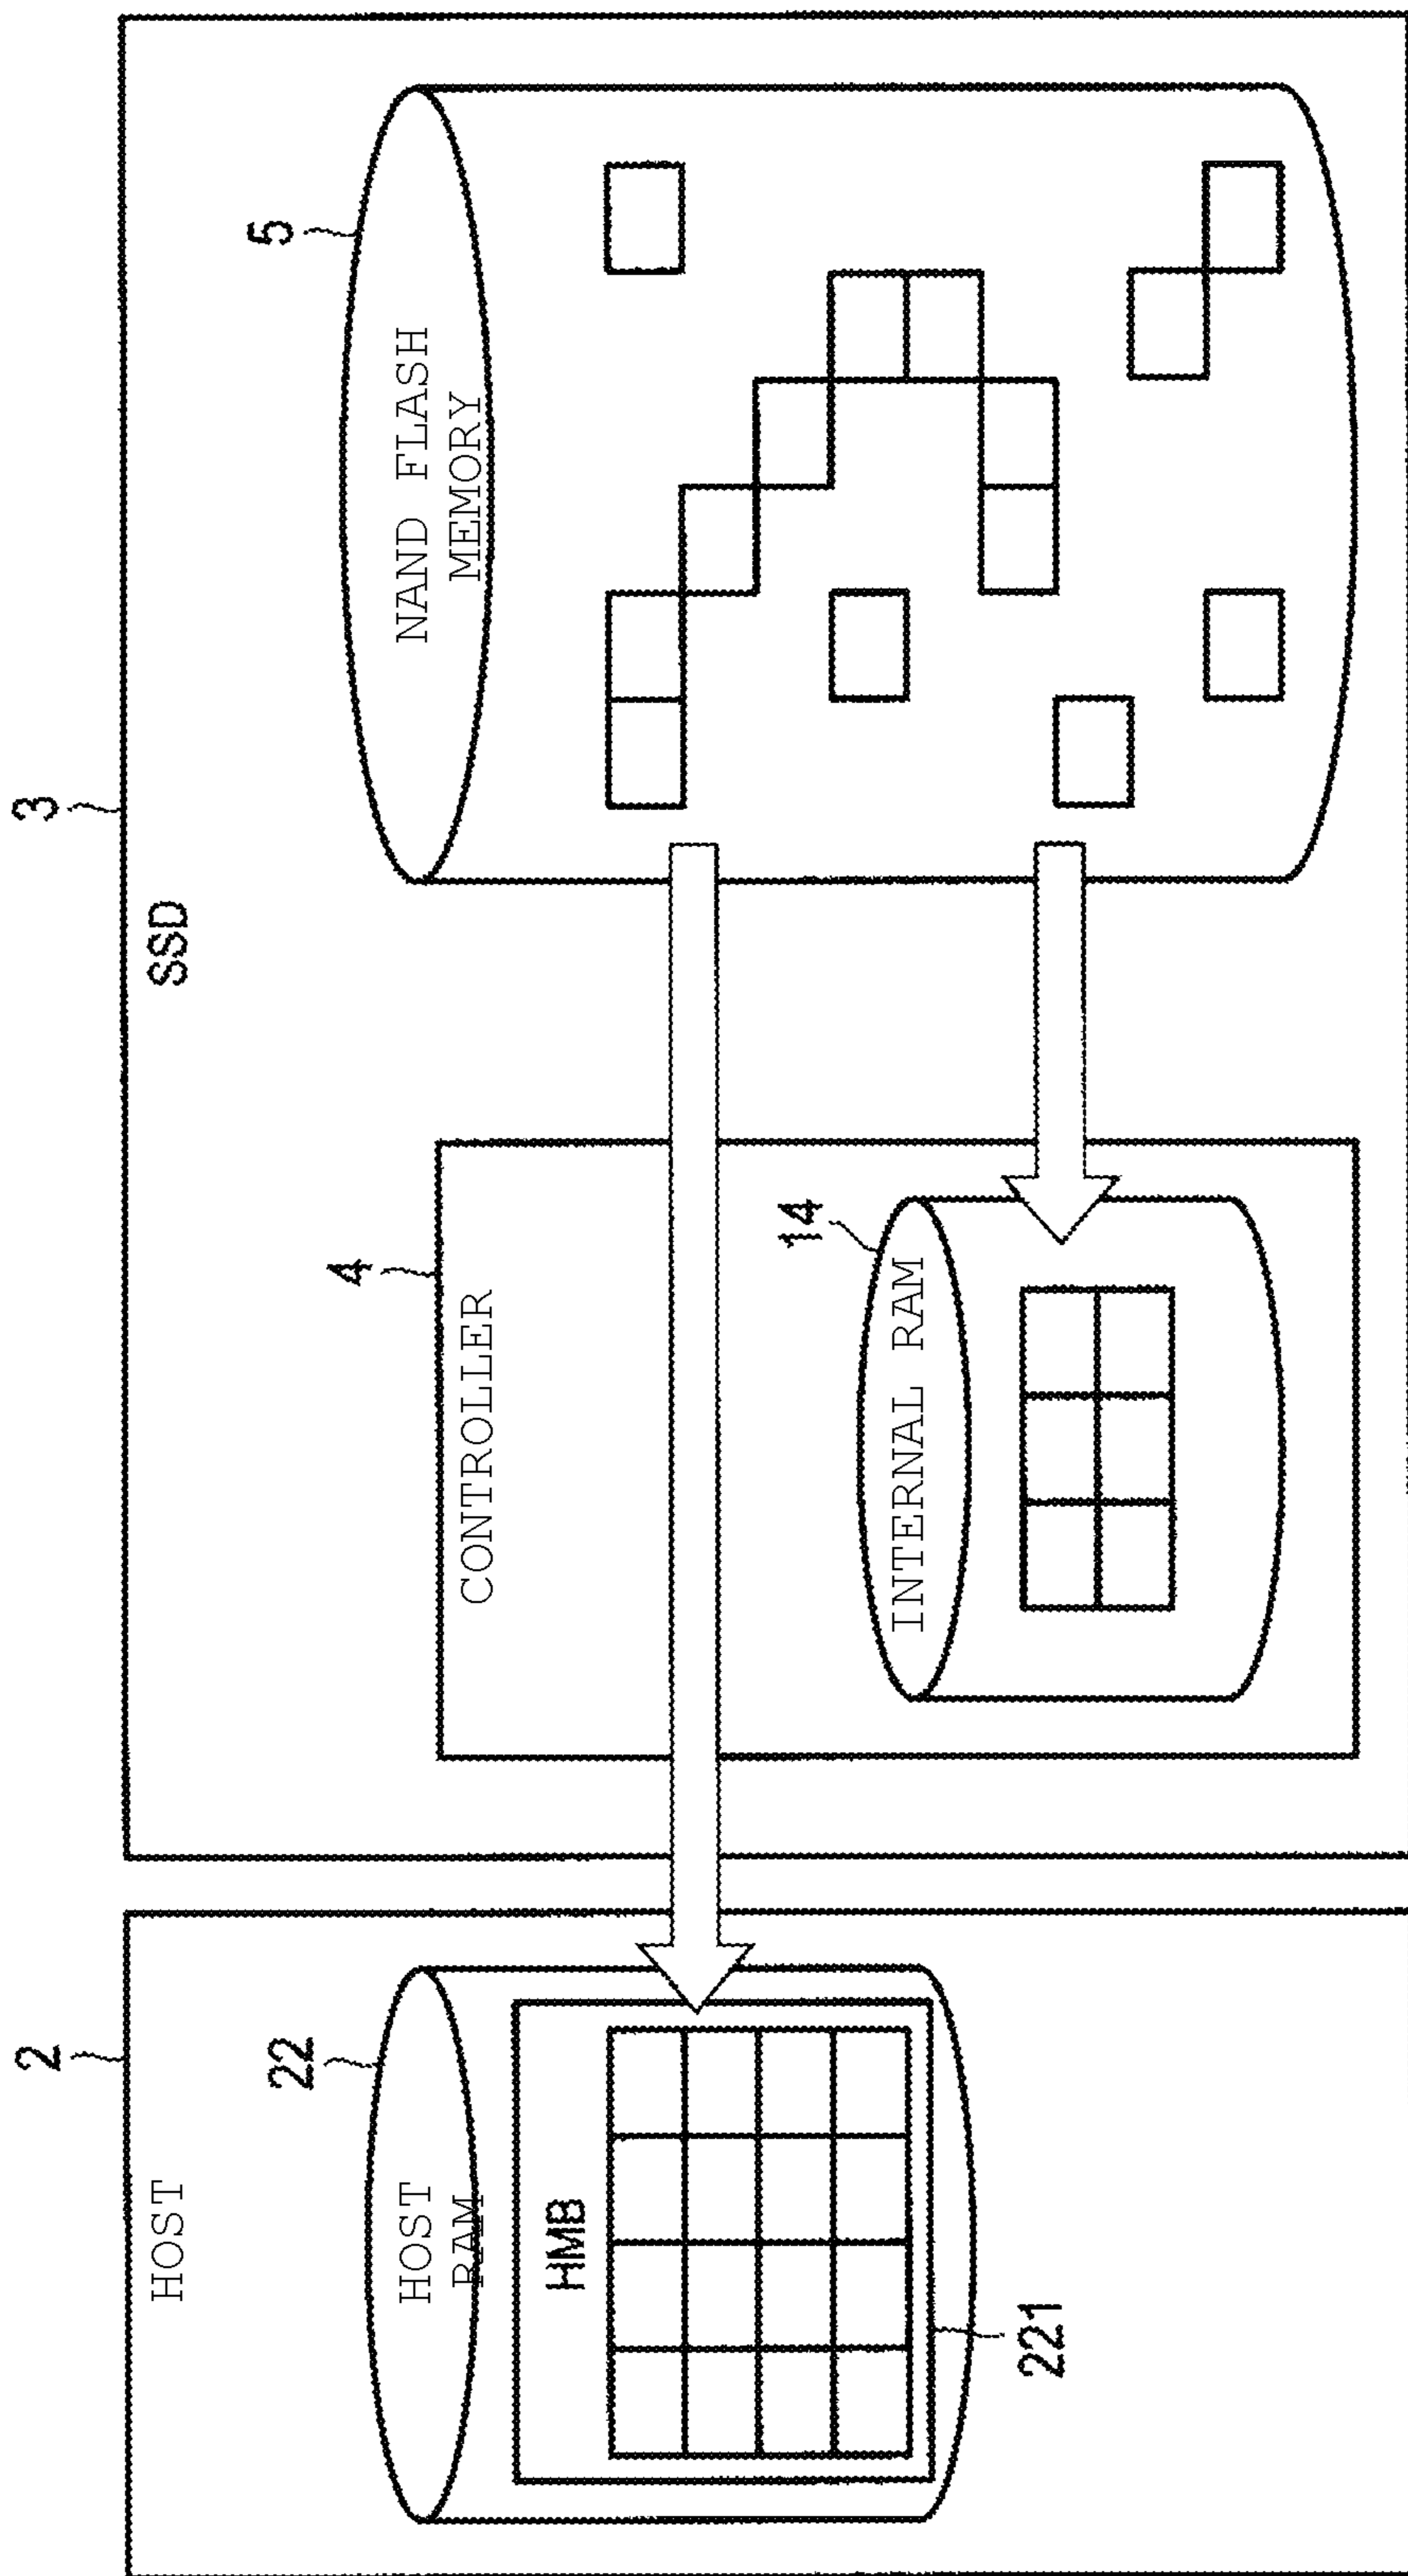 2
HOST
22
HOST
RAM
HMB
221
3
SSD
4
CONTROLLER
14
INTERNAL RAM
5
NAND FLASH
MEMORY